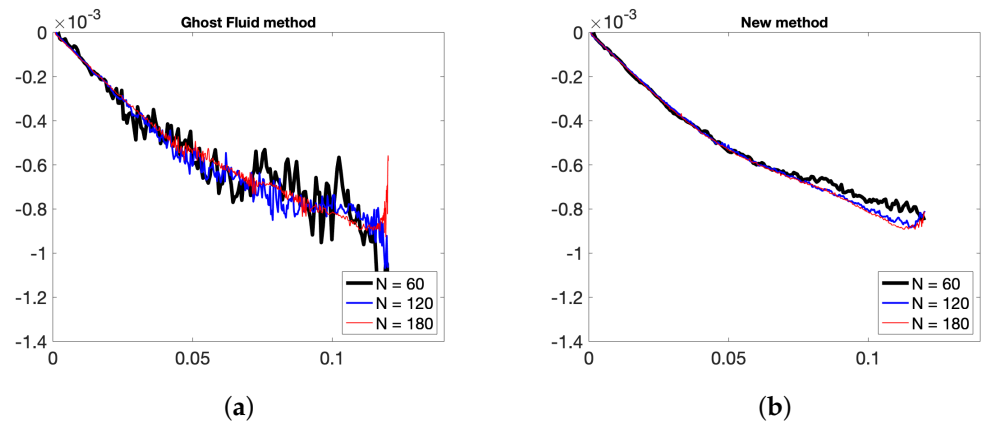 Ghost Fluid method
×10⁻³
0
-0.2
-0.4
-0.6
-0.8
-1
-1.2
-1.4
0
0.05
0.1
N = 60
N = 120
N = 180
(a)
New method
×10⁻³
0
-0.2
-0.4
-0.6
-0.8
-1
-1.2
-1.4
0
0.05
0.1
N = 60
N = 120
N = 180
(b)